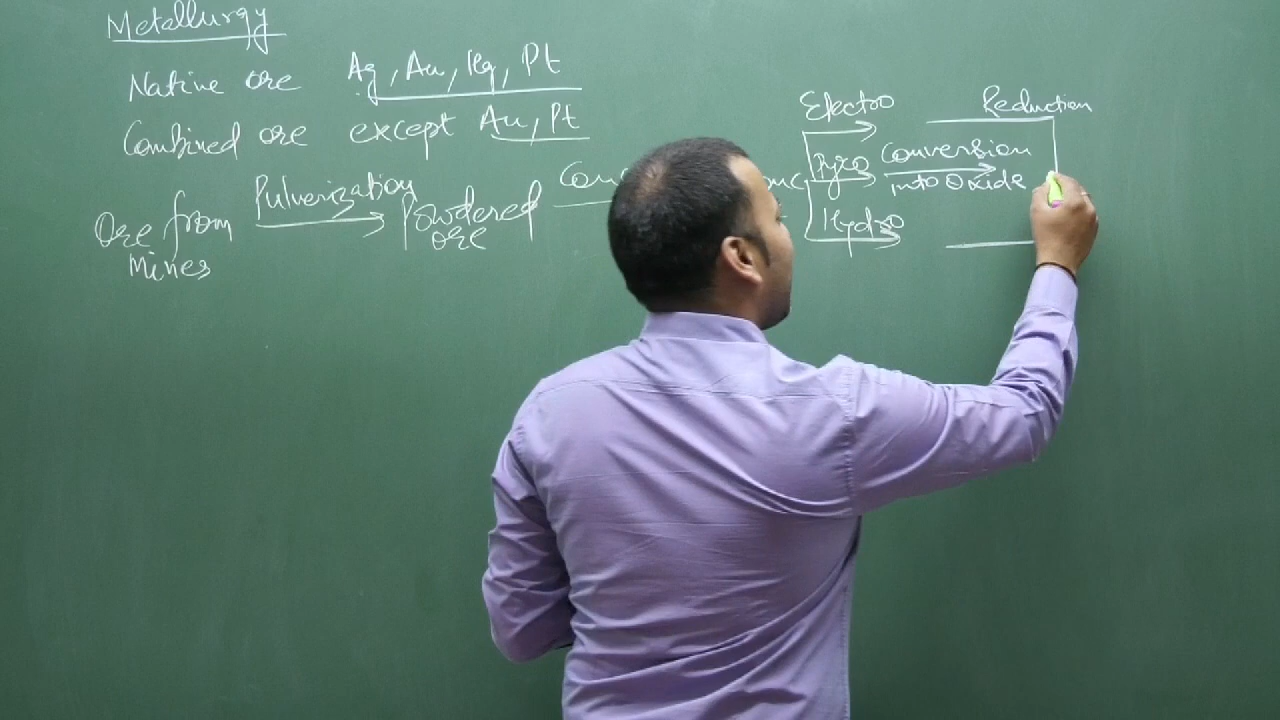 Metallurgy
Native ore Ag, Au, Hg, Pt
Combined ore except Au, Pt
Ore from Mines
Pulverization
Powdered ore
Electro
Pyro
Hydro
Conversion into Oxide
Reduction